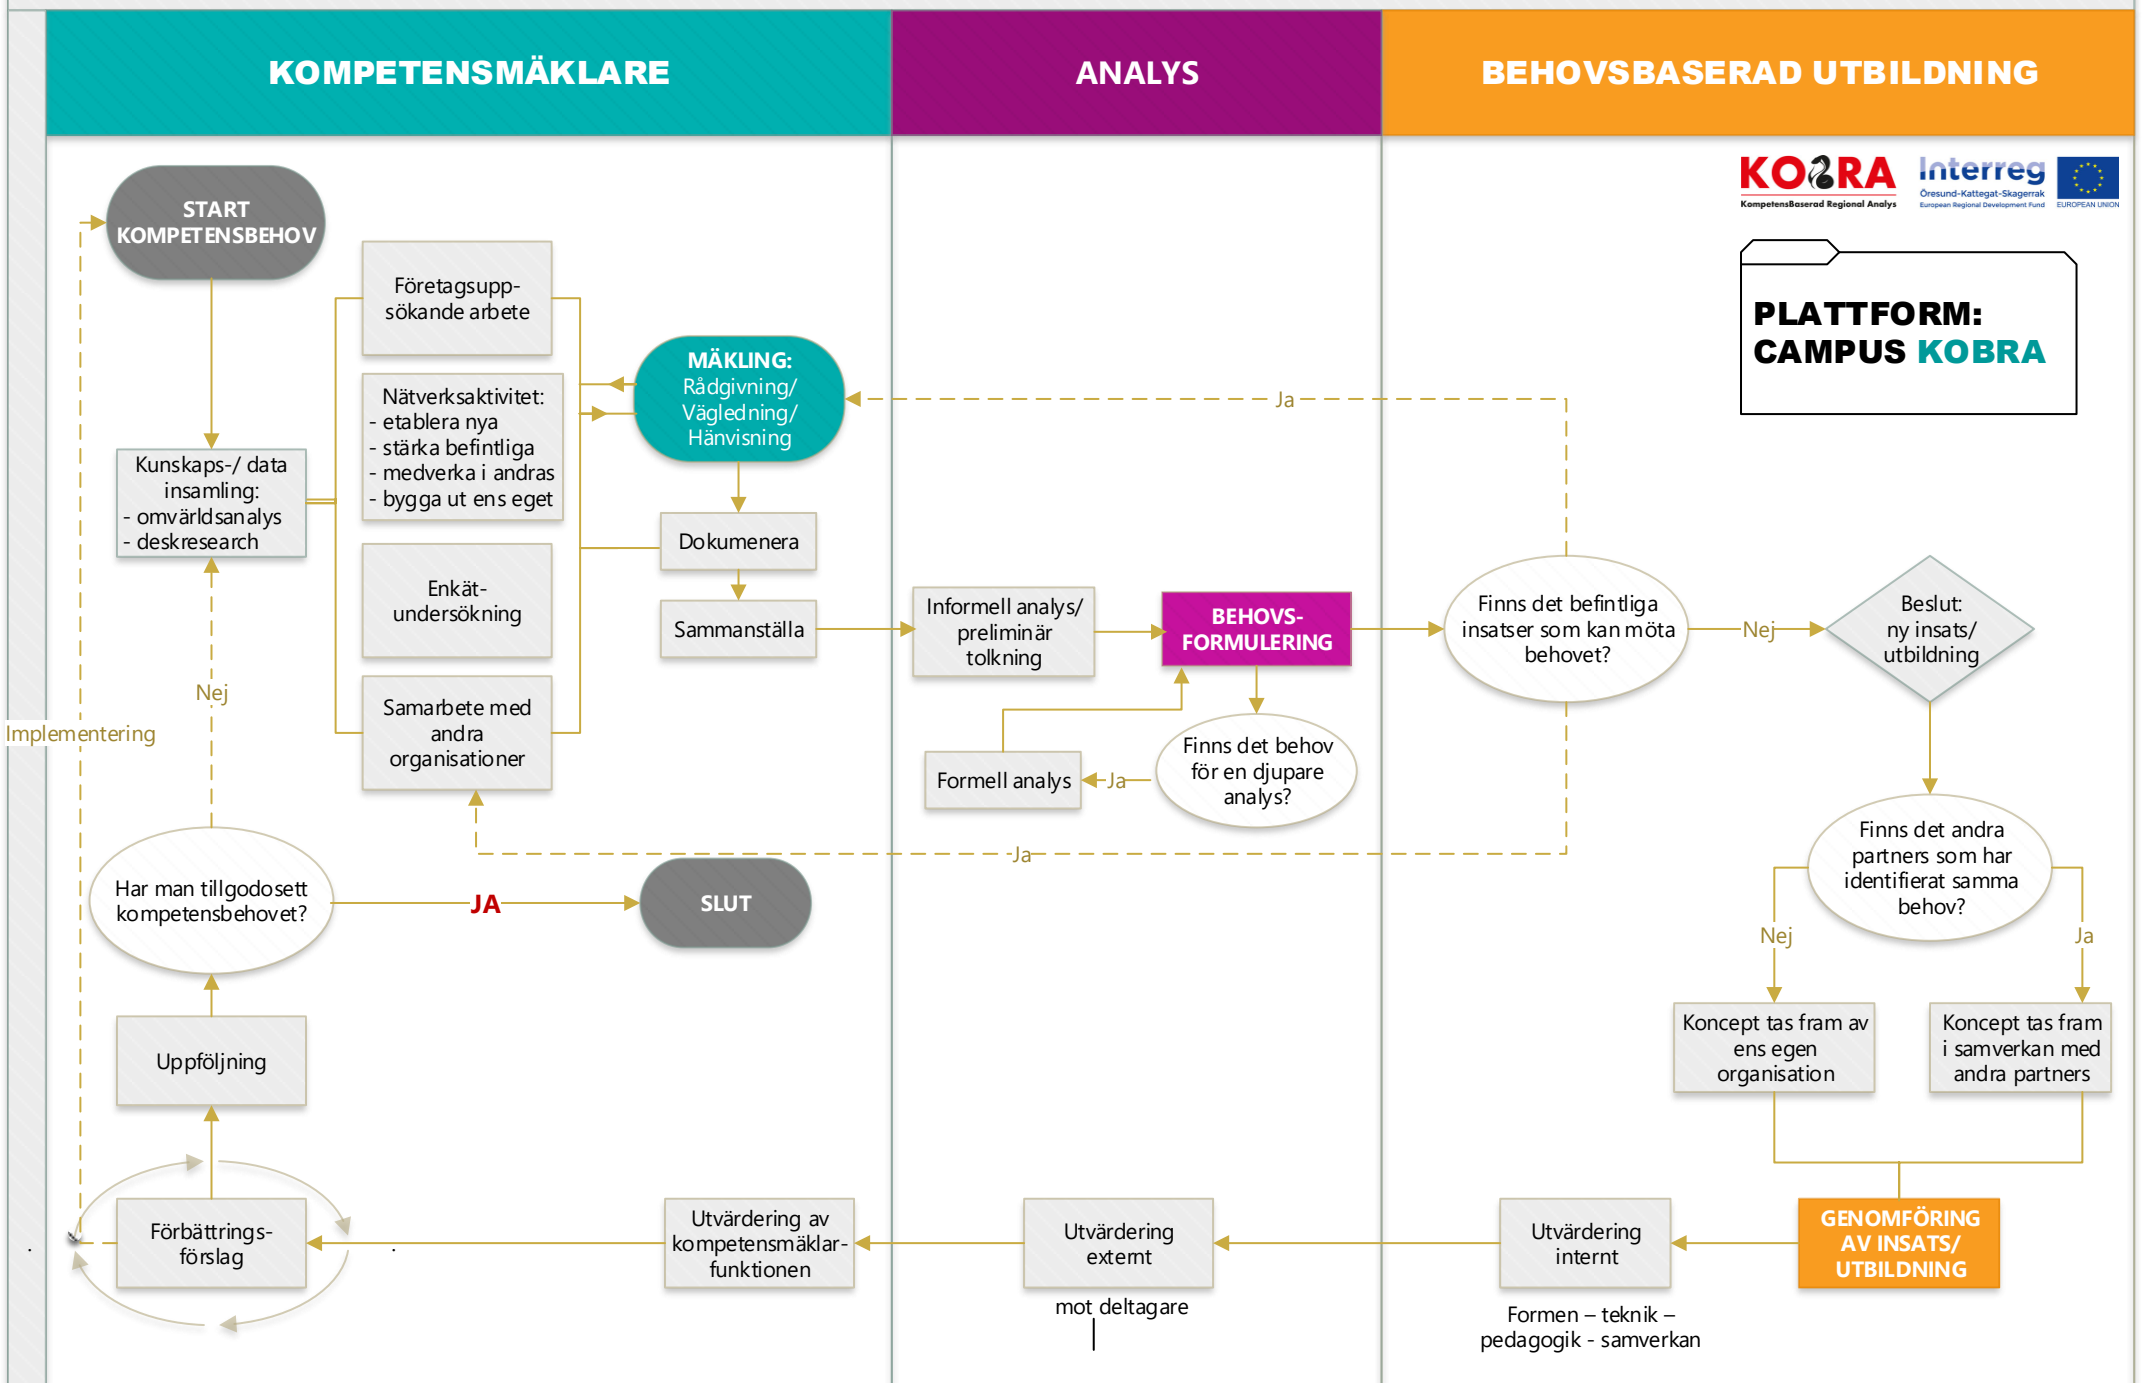 KOMPETENSMÄKLARE
ANALYS
BEHOVSBASERAD UTBILDNING
KOBRA
KompetensBaserad Regional Analys
Interreg
Öresund-Kattegat-Skagerrak
European Regional Development Fund
EUROPEAN UNION
PLATTFORM:
CAMPUS KOBRA
START
KOMPETENSBEHOV
Företagsupp-
sökande arbete
Nätverksaktivitet:
- etablera nya
- stärka befintliga
- medverka i andras
- bygga ut ens eget
Enkät-
undersökning
Samarbete med
andra
organisationer
Kunskaps-/ data
insamling:
- omvärldsanalys
- deskresearch
MÄKLING:
Rådgivning/
Vägledning/
Hänvisning
Dokumenera
Sammanställa
Informell analys/
preliminär
tolkning
BEHOVS-
FORMULERING
Formell analys
Ja
Finns det behov
för en djupare
analys?
Ja
Ja
Finns det befintliga
insatser som kan möta
behovet?
Nej
Beslut:
ny insats/
utbildning
Finns det andra
partners som har
identifierat samma
behov?
Nej
Ja
Koncept tas fram av
ens egen
organisation
Koncept tas fram
i samverkan med
andra partners
GENOMFÖRING
AV INSATS/
UTBILDNING
Utvärdering
internt
Formen – teknik –
pedagogik - samverkan
Utvärdering
externt
mot deltagare
Utvärdering av
kompetensmäklar-
funktionen
Förbättrings-
förslag
Uppföljning
Har man tillgodosett
kompetensbehovet?
JA
SLUT
Nej
Implementering